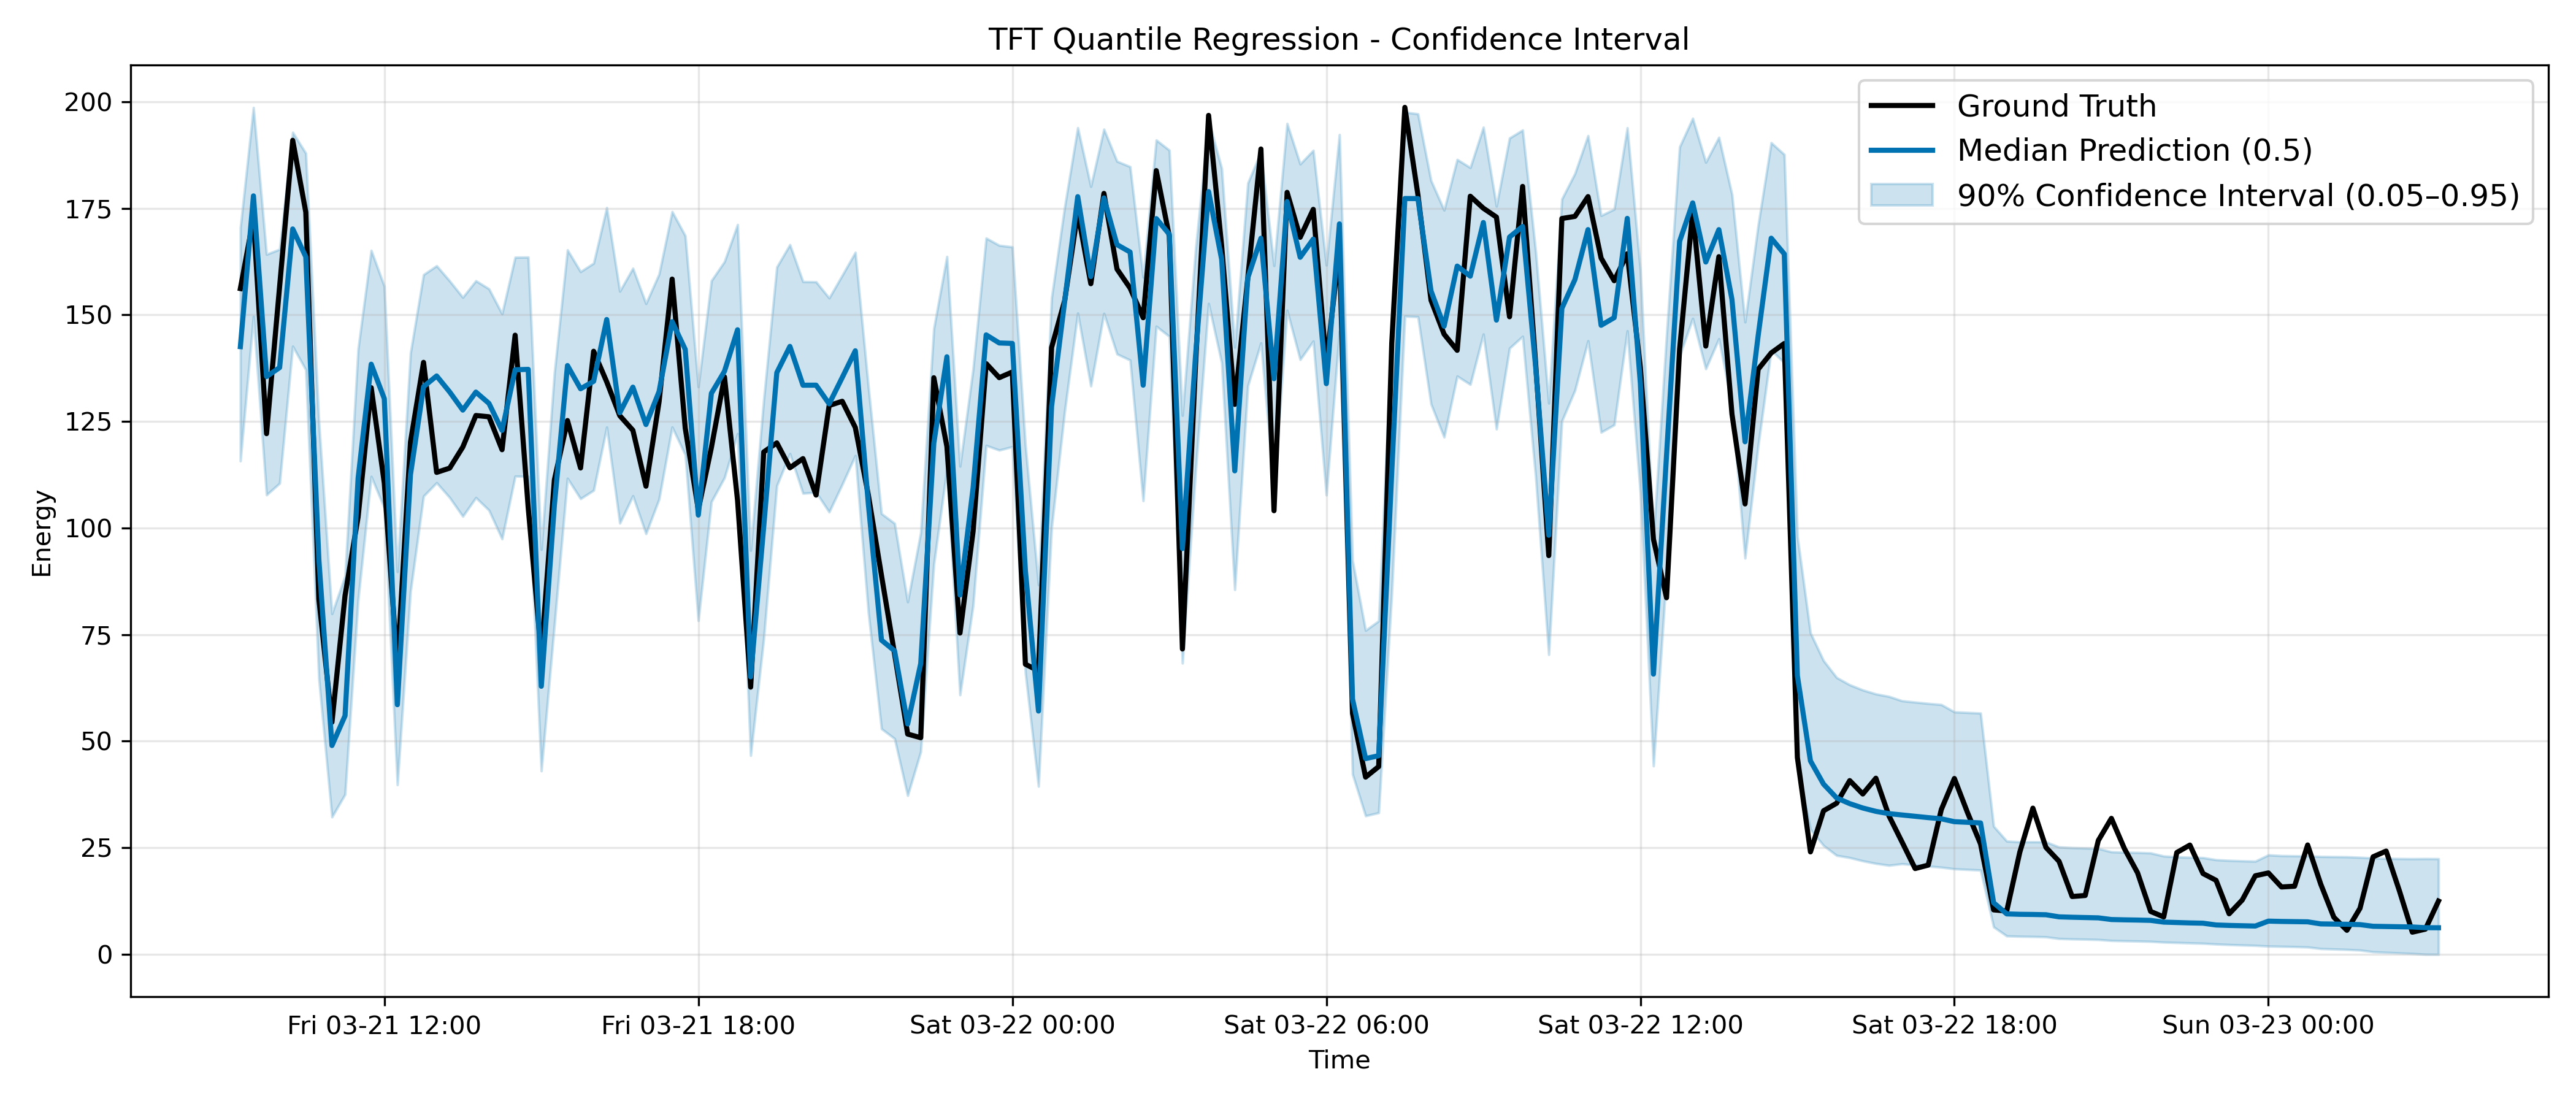 TFT Quantile Regression - Confidence Interval
Ground Truth
Median Prediction (0.5)
90% Confidence Interval (0.05–0.95)
Energy
200
175
150
125
100
75
50
25
0
Fri 03-21 12:00
Fri 03-21 18:00
Sat 03-22 00:00
Sat 03-22 06:00
Sat 03-22 12:00
Sat 03-22 18:00
Sun 03-23 00:00
Time